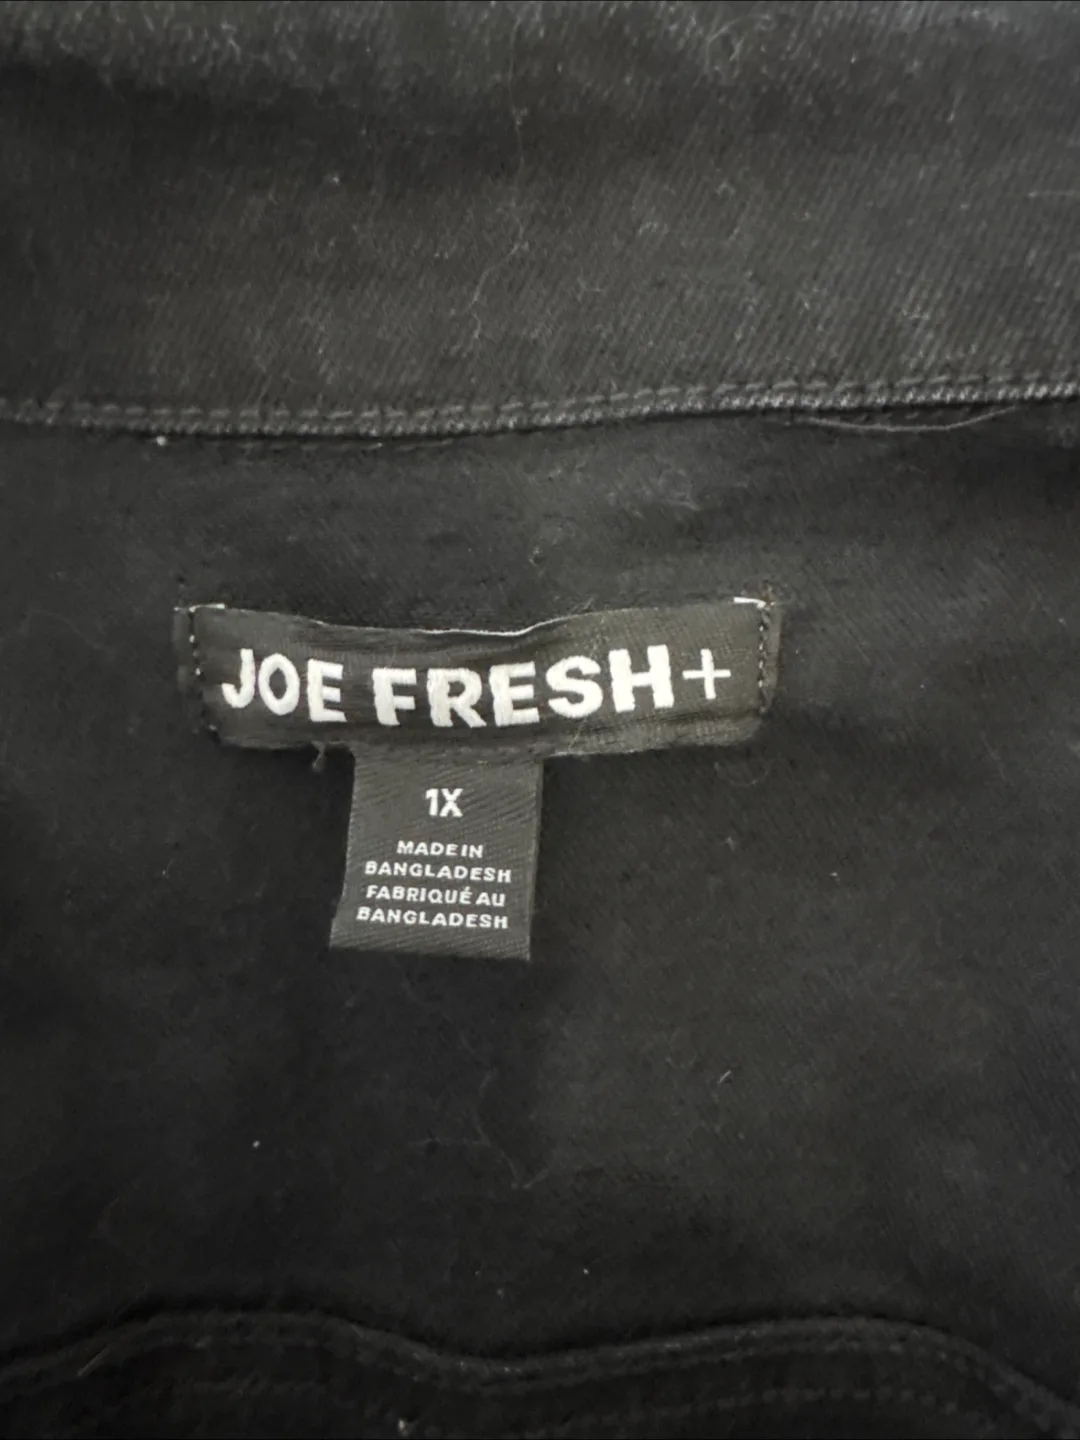 JOE FRESH+
1X
MADE IN
BANGLADESH
FABRIQUÉ AU
BANGLADESH